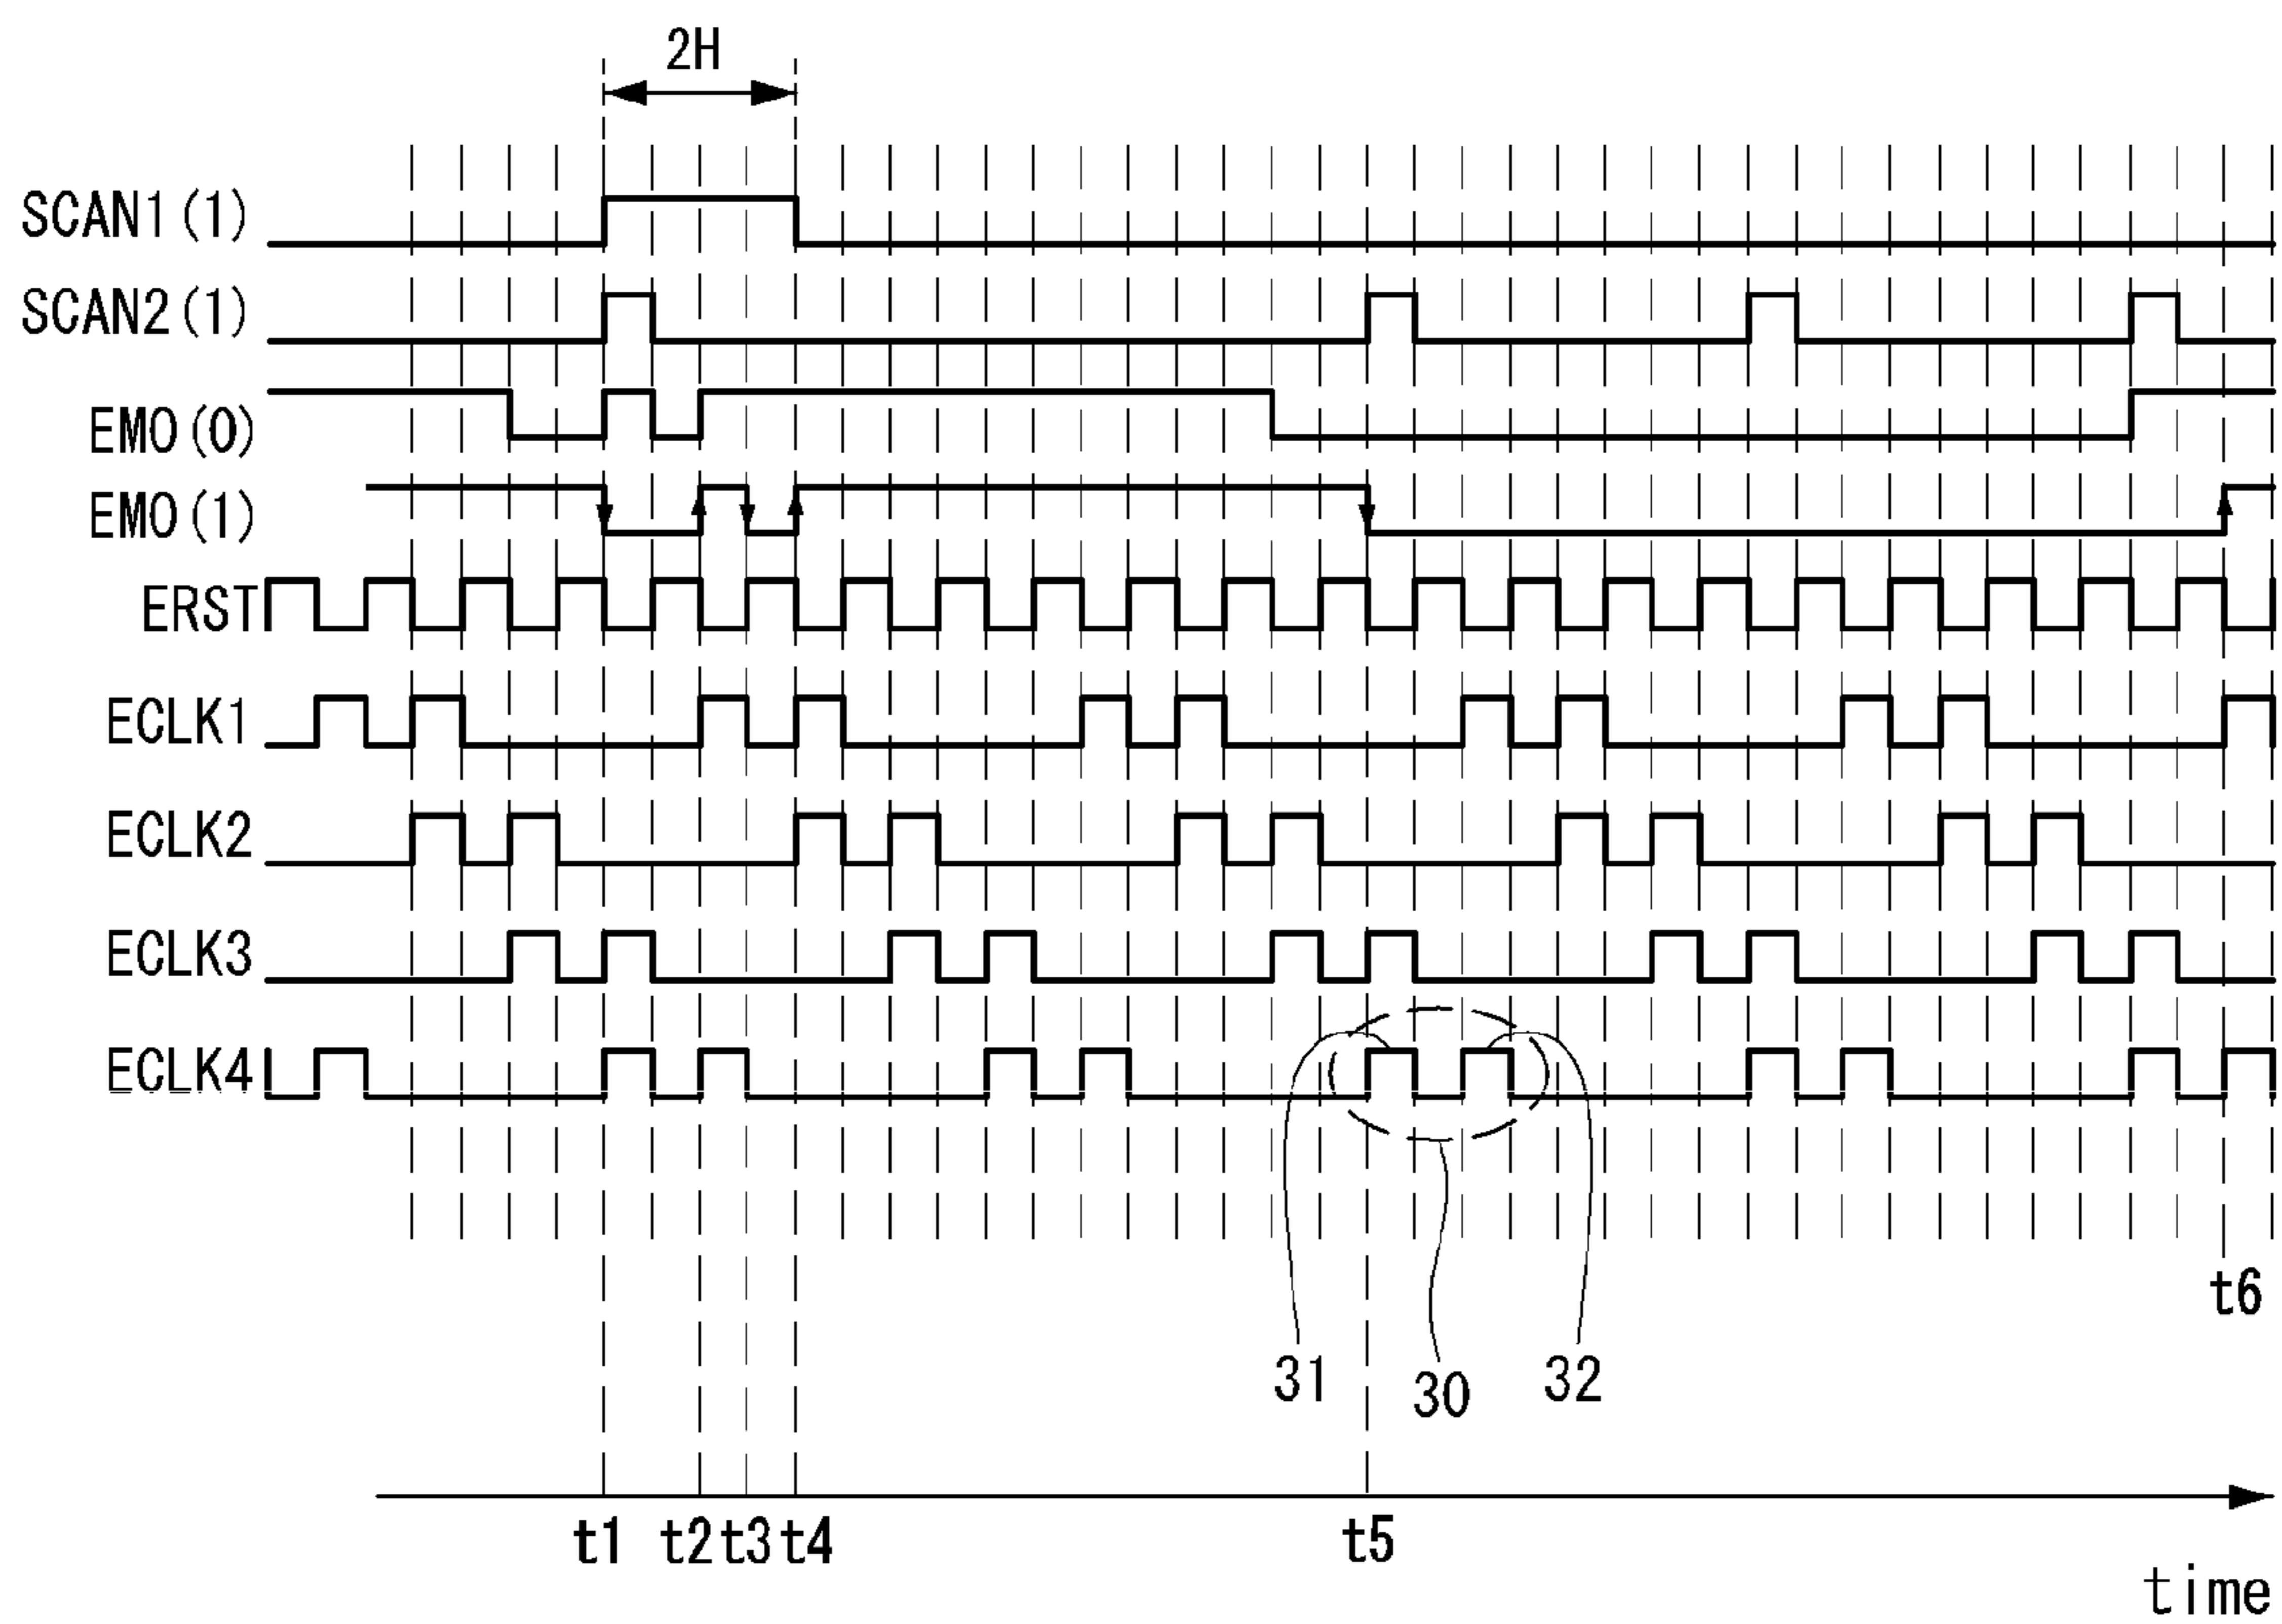 2H
SCAN1(1)
SCAN2(1)
EMO(0)
EMO(1)
ERST
ECLK1
ECLK2
ECLK3
ECLK4
t6
31
30
32
t1
t2
t3
t4
t5
time